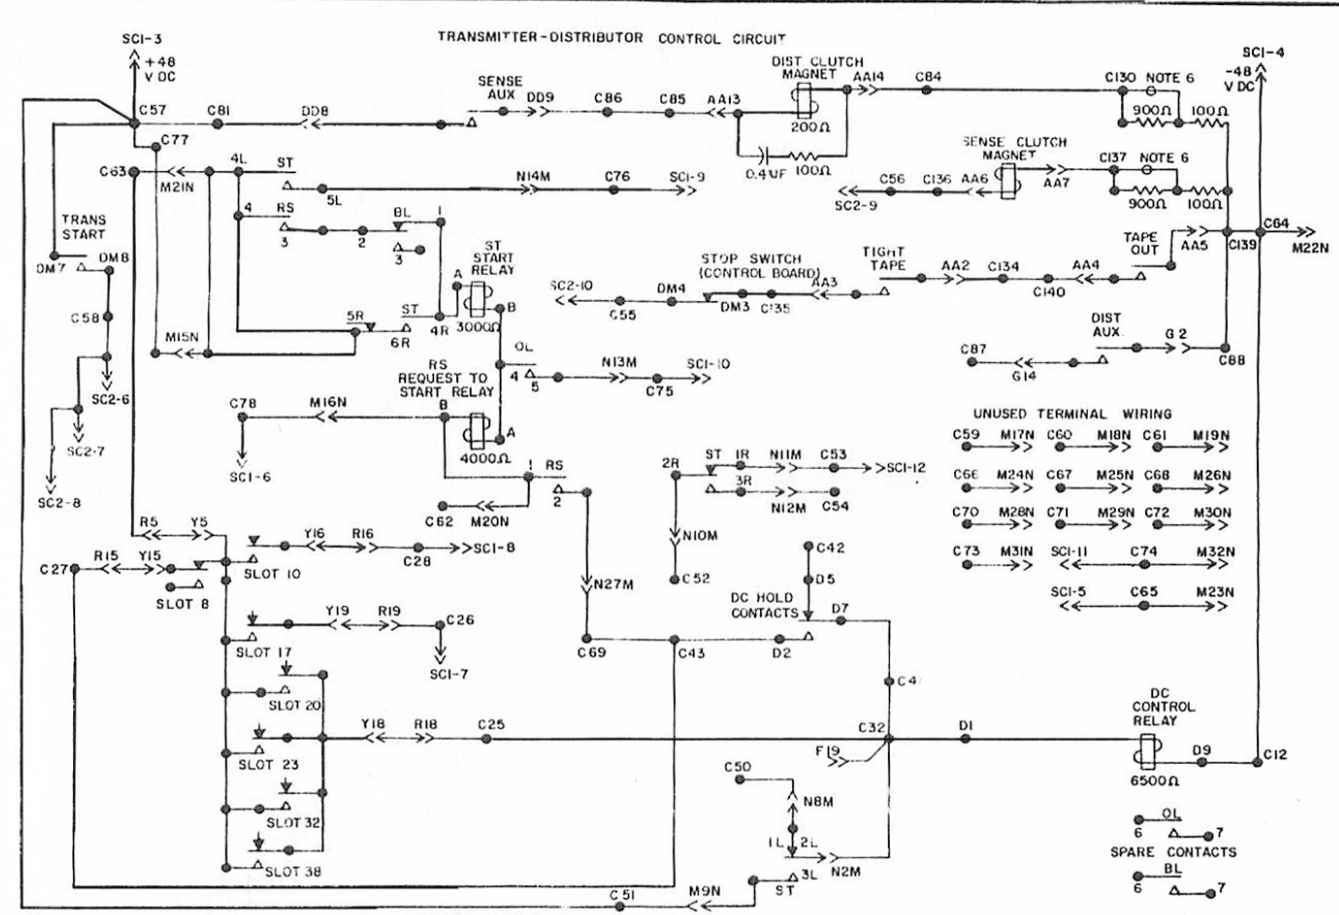 TRANSMITTER-DISTRIBUTOR CONTROL CIRCUIT
SCI-3
+48
V DC
SCI-4
-48
V DC
SENSE
AUX
DIST CLUTCH
MAGNET
C57
C81
DD8
DD9
C86
C85
AA13
AA14
C84
C130
NOTE 6
900Ω
100Ω
200Ω
0.4UF
100Ω
C77
C63
M21N
4L
ST
5L
N14M
C76
SCI-9
SENSE CLUTCH
MAGNET
C137
NOTE 6
AA7
SC2-9
C56
C136
AA6
900Ω
100Ω
4
RS
3
2
BL
1
3
TRANS
START
DM7
DM8
C58
ST
START
RELAY
A
B
3000Ω
STOP SWITCH
(CONTROL BOARD)
TIGHT
TAPE
TAPE
OUT
AA5
C139
C64
M22N
SC2-10
C55
DM4
DM3
C135
AA3
AA2
C134
C140
AA4
M15N
5R
ST
6R
4R
DIST
AUX
G2
C88
C87
G14
OL
4
5
N13M
C75
SCI-10
RS
REQUEST TO
START RELAY
SC2-6
SC2-7
SC2-8
C78
M16N
SCI-6
B
A
4000Ω
1
RS
2
C62
M20N
2R
ST
1R
N11M
C53
SCI-12
3R
N12M
C54
N10M
C52
UNUSED TERMINAL WIRING
C59 M17N C60 M18N C61 M19N
C66 M24N C67 M25N C68 M26N
C70 M28N C71 M29N C72 M30N
C73 M31N SCI-11 C74 M32N
SCI-5 C65 M23N
R5
Y5
Y16
R16
C28
SCI-8
SLOT 10
C27
R15
Y15
SLOT 8
N27M
C42
D5
DC HOLD
CONTACTS
D7
D2
C69
C43
Y19
R19
C26
SCI-7
SLOT 17
SLOT 20
C41
Y18
R18
C25
C32
F19
D1
SLOT 23
SLOT 32
SLOT 38
DC
CONTROL
RELAY
6500Ω
D9
C12
C50
N8M
1L
2L
3L
ST
N2M
M9N
C51
OL
6
7
SPARE CONTACTS
BL
6
7